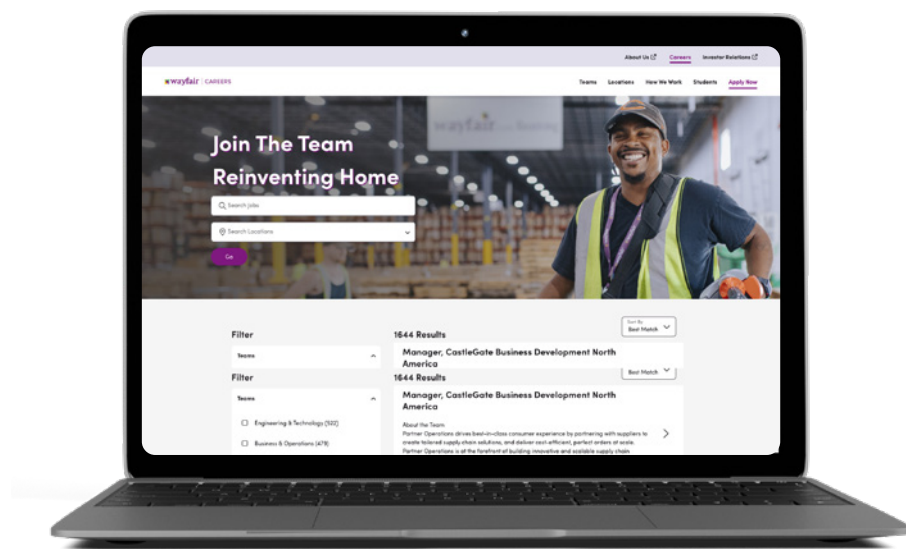 About Us
Careers
Investor Relations
wayfair | CAREERS
Teams
Locations
How We Work
Students
Apply Now
wayfair
Join The Team
Reinventing Home
Search jobs
Search Locations
Go
Filter
1644 Results
Sort By
Best Match
Teams
Manager, CastleGate Business Development North
America
Filter
1644 Results
Best Match
Teams
Manager, CastleGate Business Development North
America
Engineering & Technology (522)
Business & Operations (479)
About the Team
Partner Operations drives best-in-class consumer experience by partnering with suppliers to
create tailored supply chain solutions, and deliver cost-efficient, perfect orders at scale.
Partner Operations is at the forefront of building innovative and scalable supply chain